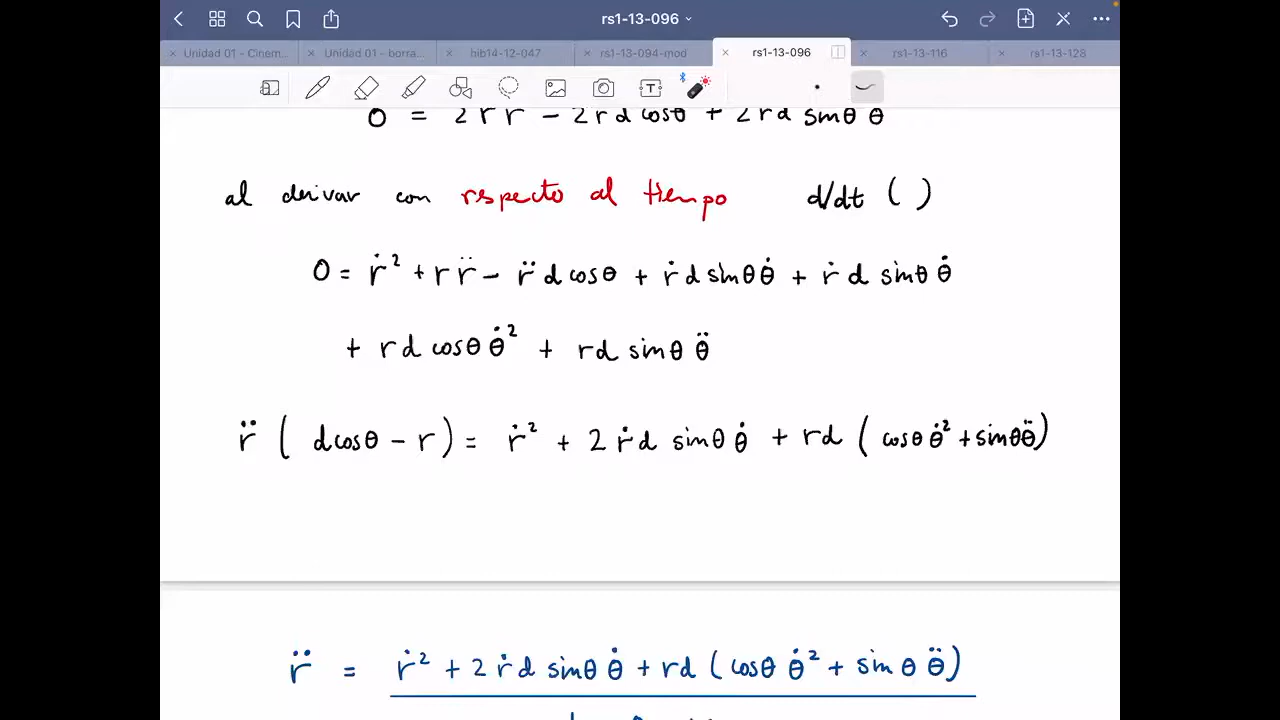 rs1-13-096
Unidad 01 - Cinem... Unidad 01 - borra... bib14-12-047 rs1-13-094-mod rs1-13-096 rs1-13-116 rs1-13-128
0 = 2 r ṙ - 2 ṙ d cosθ + 2 r d sinθ θ̇
al derivar con respecto al tiempo d/dt ( )
0 = ṙ² + r r̈ - r̈ d cosθ + ṙ d sinθ θ̇ + ṙ d sinθ θ̇
+ r d cosθ θ̇² + r d sinθ θ̈
r̈ ( d cosθ - r ) = ṙ² + 2 ṙ d sinθ θ̇ + r d ( cosθ θ̇² + sinθ θ̈ )
r̈ = ṙ² + 2 ṙ d sinθ θ̇ + r d ( cosθ θ̇² + sinθ θ̈ )